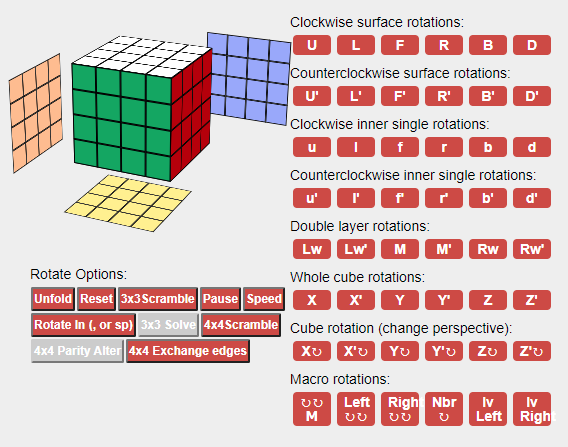 Clockwise surface rotations:
U L F R B D
Counterclockwise surface rotations:
U' L' F' R' B' D'
Clockwise inner single rotations:
u l f r b d
Counterclockwise inner single rotations:
u' l' f' r' b' d'
Double layer rotations:
Lw Lw' M M' Rw Rw'
Whole cube rotations:
X X' Y Y' Z Z'
Cube rotation (change perspective):
X↻ X'↻ Y↻ Y'↻ Z↻ Z'↻
Macro rotations:
↻↻ Left Right Nbr lv lv
M ↻↻ ↻↻ ↻ Left Right
Rotate Options:
Unfold Reset 3x3Scramble Pause Speed
Rotate In (, or sp) 3x3 Solve 4x4Scramble
4x4 Parity Alter 4x4 Exchange edges